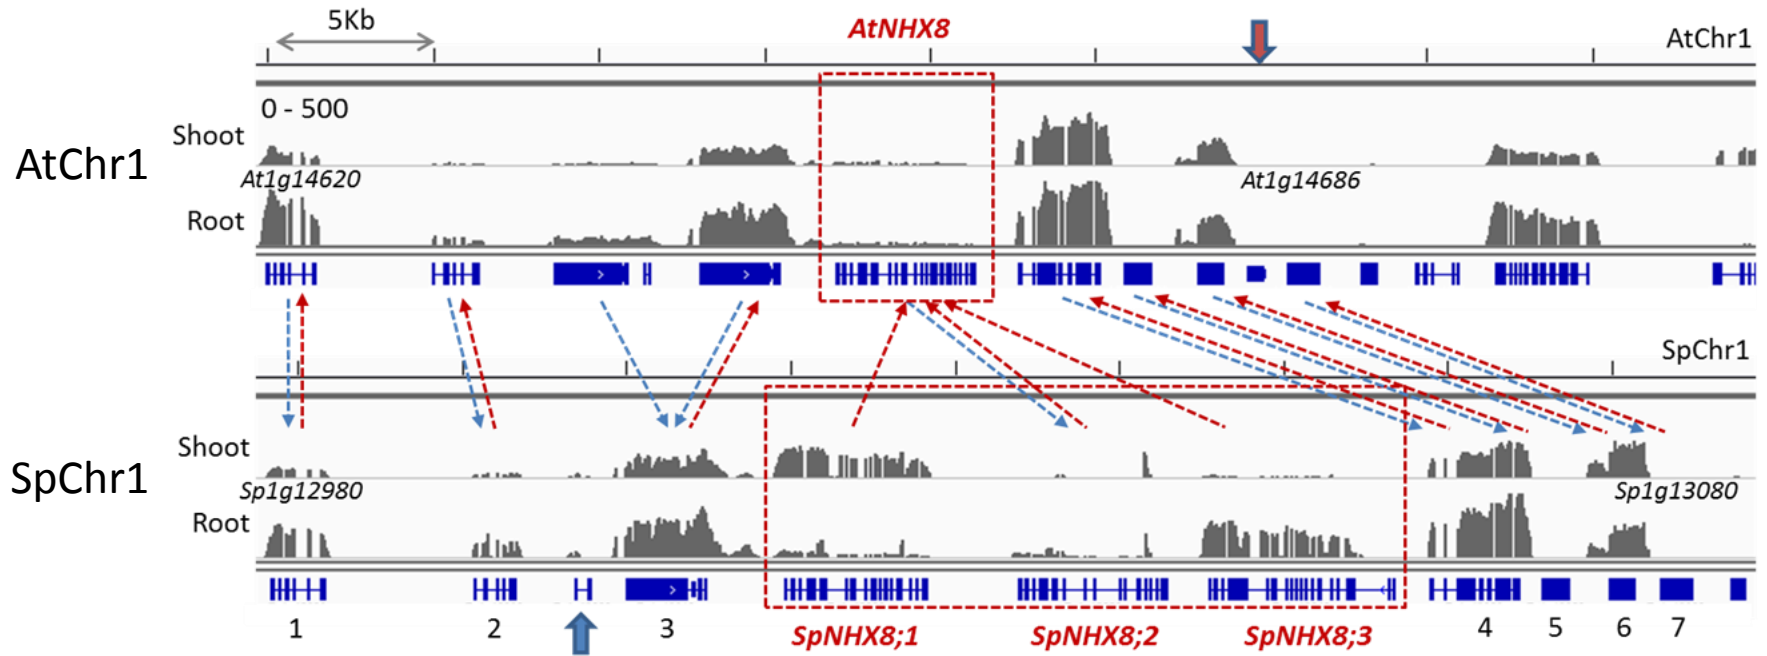 5Kb
AtNHX8
AtChr1
0 - 500
Shoot
AtChr1
At1g14620
At1g14686
Root
SpChr1
Shoot
SpChr1
Sp1g12980
Sp1g13080
Root
1 2 3 SpNHX8;1 SpNHX8;2 SpNHX8;3 4 5 6 7